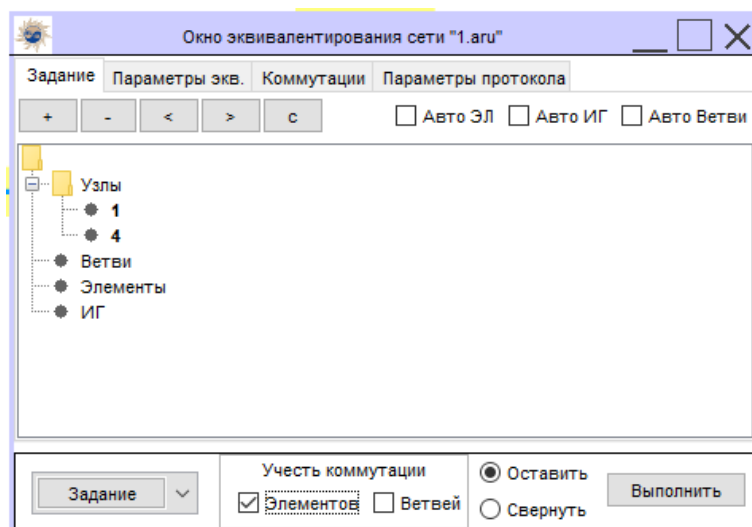 Окно эквивалентирования сети "1.aru"
Задание Параметры экв. Коммутации Параметры протокола
+ - < > с Авто ЭЛ Авто ИГ Авто Ветви
Узлы
1
4
Ветви
Элементы
ИГ
Учесть коммутации
Задание Элементов Ветвей
Оставить
Свернуть
Выполнить